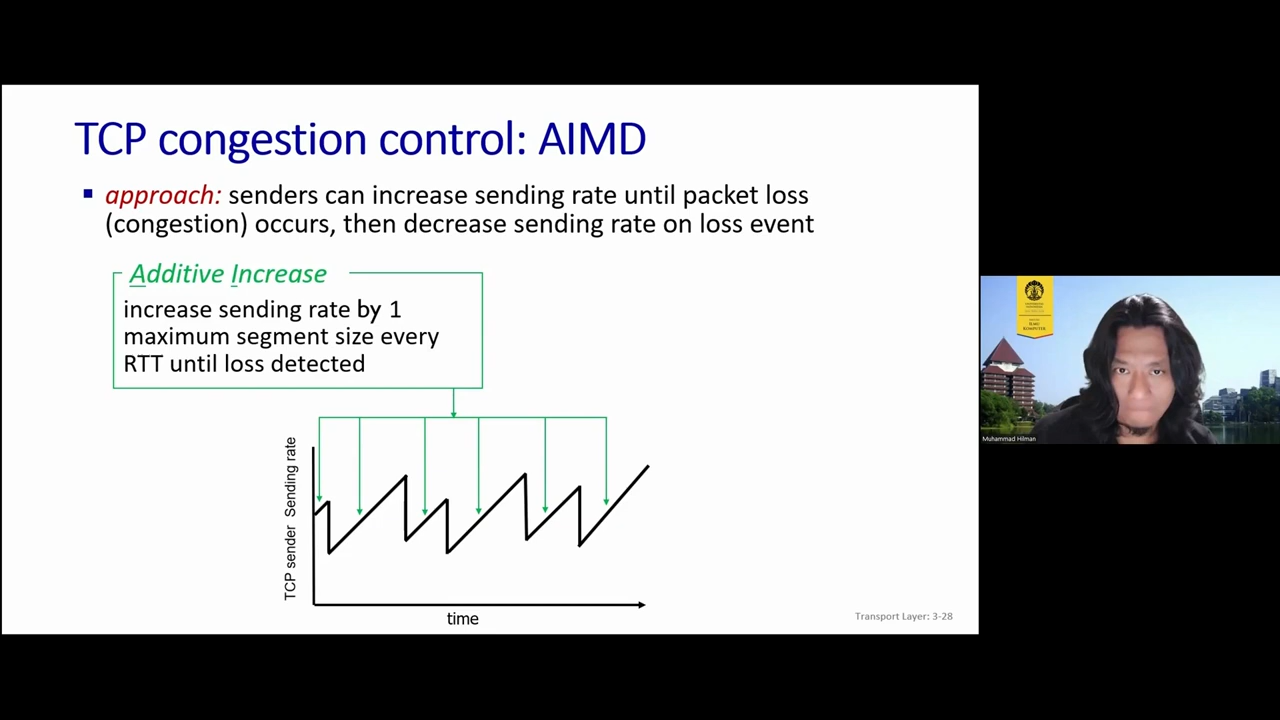 TCP congestion control: AIMD
▪ approach: senders can increase sending rate until packet loss
(congestion) occurs, then decrease sending rate on loss event
Additive Increase
increase sending rate by 1
maximum segment size every
RTT until loss detected
TCP sender Sending rate
time
Transport Layer: 3-28
ILMU
KOMPUTER
Muhammad Hilman